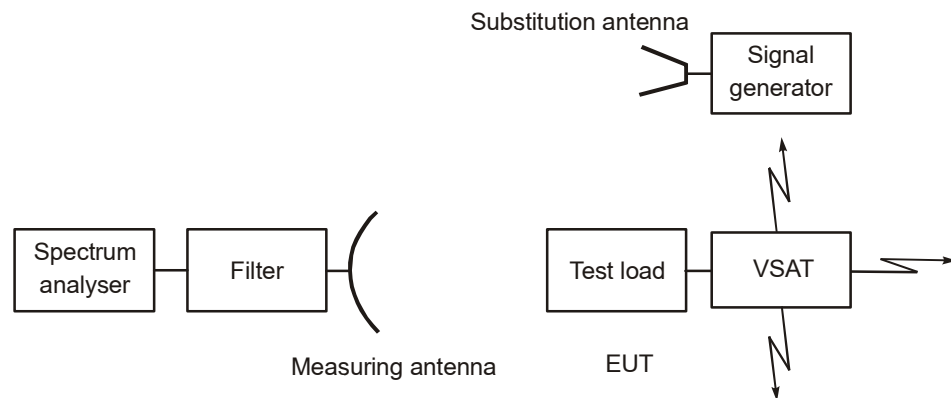 Substitution antenna
Signal
generator
Spectrum
analyser
Filter
Test load
VSAT
Measuring antenna
EUT